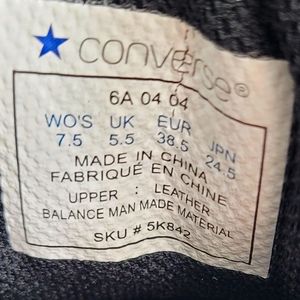 converse®
6A 04 04
WO'S UK EUR JPN
7.5 5.5 38.5 24.5
MADE IN CHINA
FABRIQUÉ EN CHINE
UPPER : LEATHER
BALANCE MAN MADE MATERIAL
SKU # 5K842